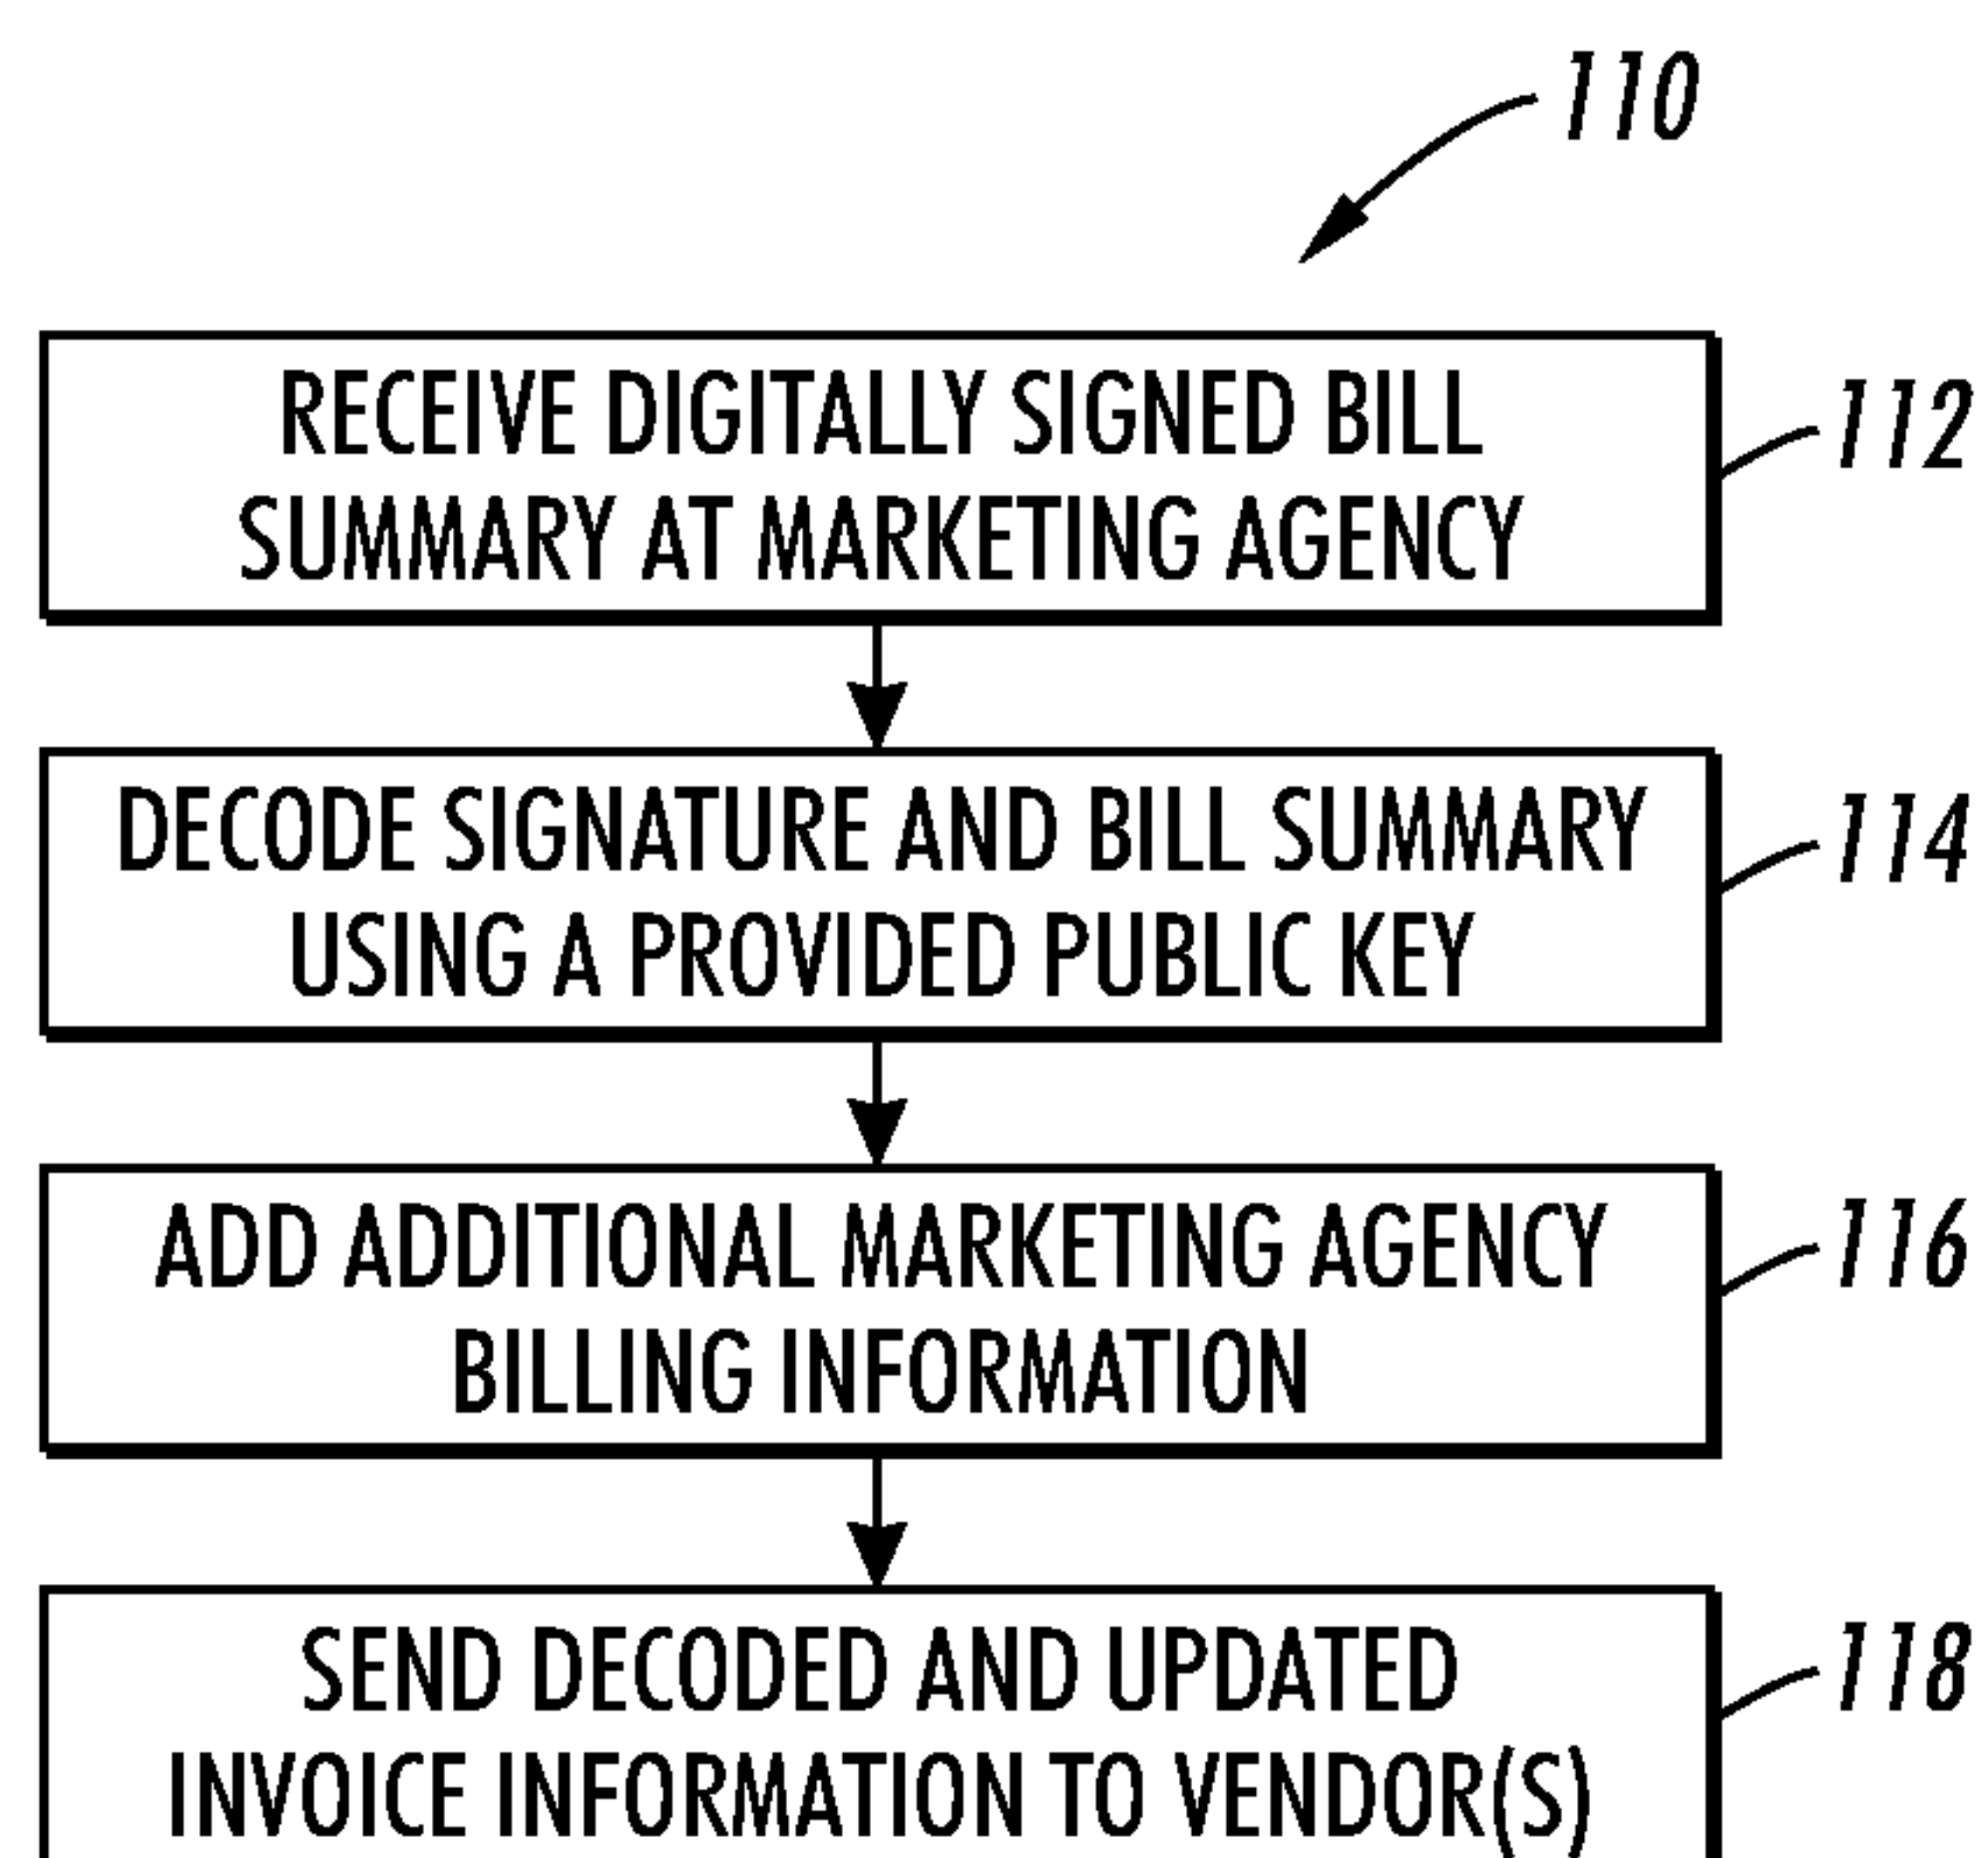 110
RECEIVE DIGITALLY SIGNED BILL
SUMMARY AT MARKETING AGENCY
112
DECODE SIGNATURE AND BILL SUMMARY
USING A PROVIDED PUBLIC KEY
114
ADD ADDITIONAL MARKETING AGENCY
BILLING INFORMATION
116
SEND DECODED AND UPDATED
INVOICE INFORMATION TO VENDOR(S)
118